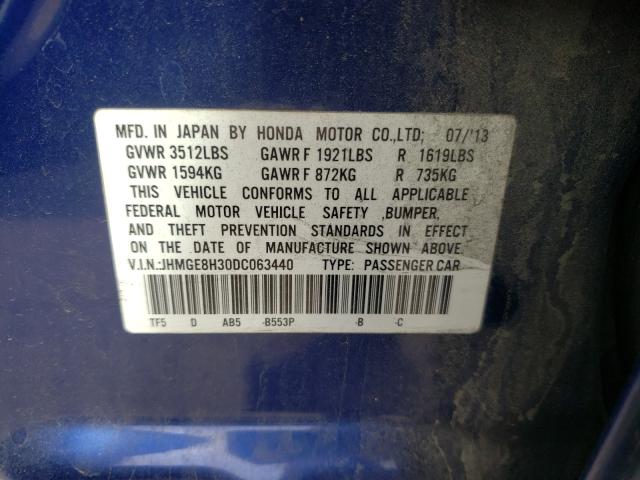 MFD. IN JAPAN BY HONDA MOTOR CO.,LTD; 07/'13
GVWR 3512LBS GAWR F 1921LBS R 1619LBS
GVWR 1594KG GAWR F 872KG R 735KG
THIS VEHICLE CONFORMS TO ALL APPLICABLE
FEDERAL MOTOR VEHICLE SAFETY ,BUMPER,
AND THEFT PREVENTION STANDARDS IN EFFECT
ON THE DATE OF MANUFACTURE SHOWN ABOVE.
V.I.N.:JHMGE8H30DC063440 TYPE: PASSENGER CAR
TF5 D AB5 -B553P -B -C